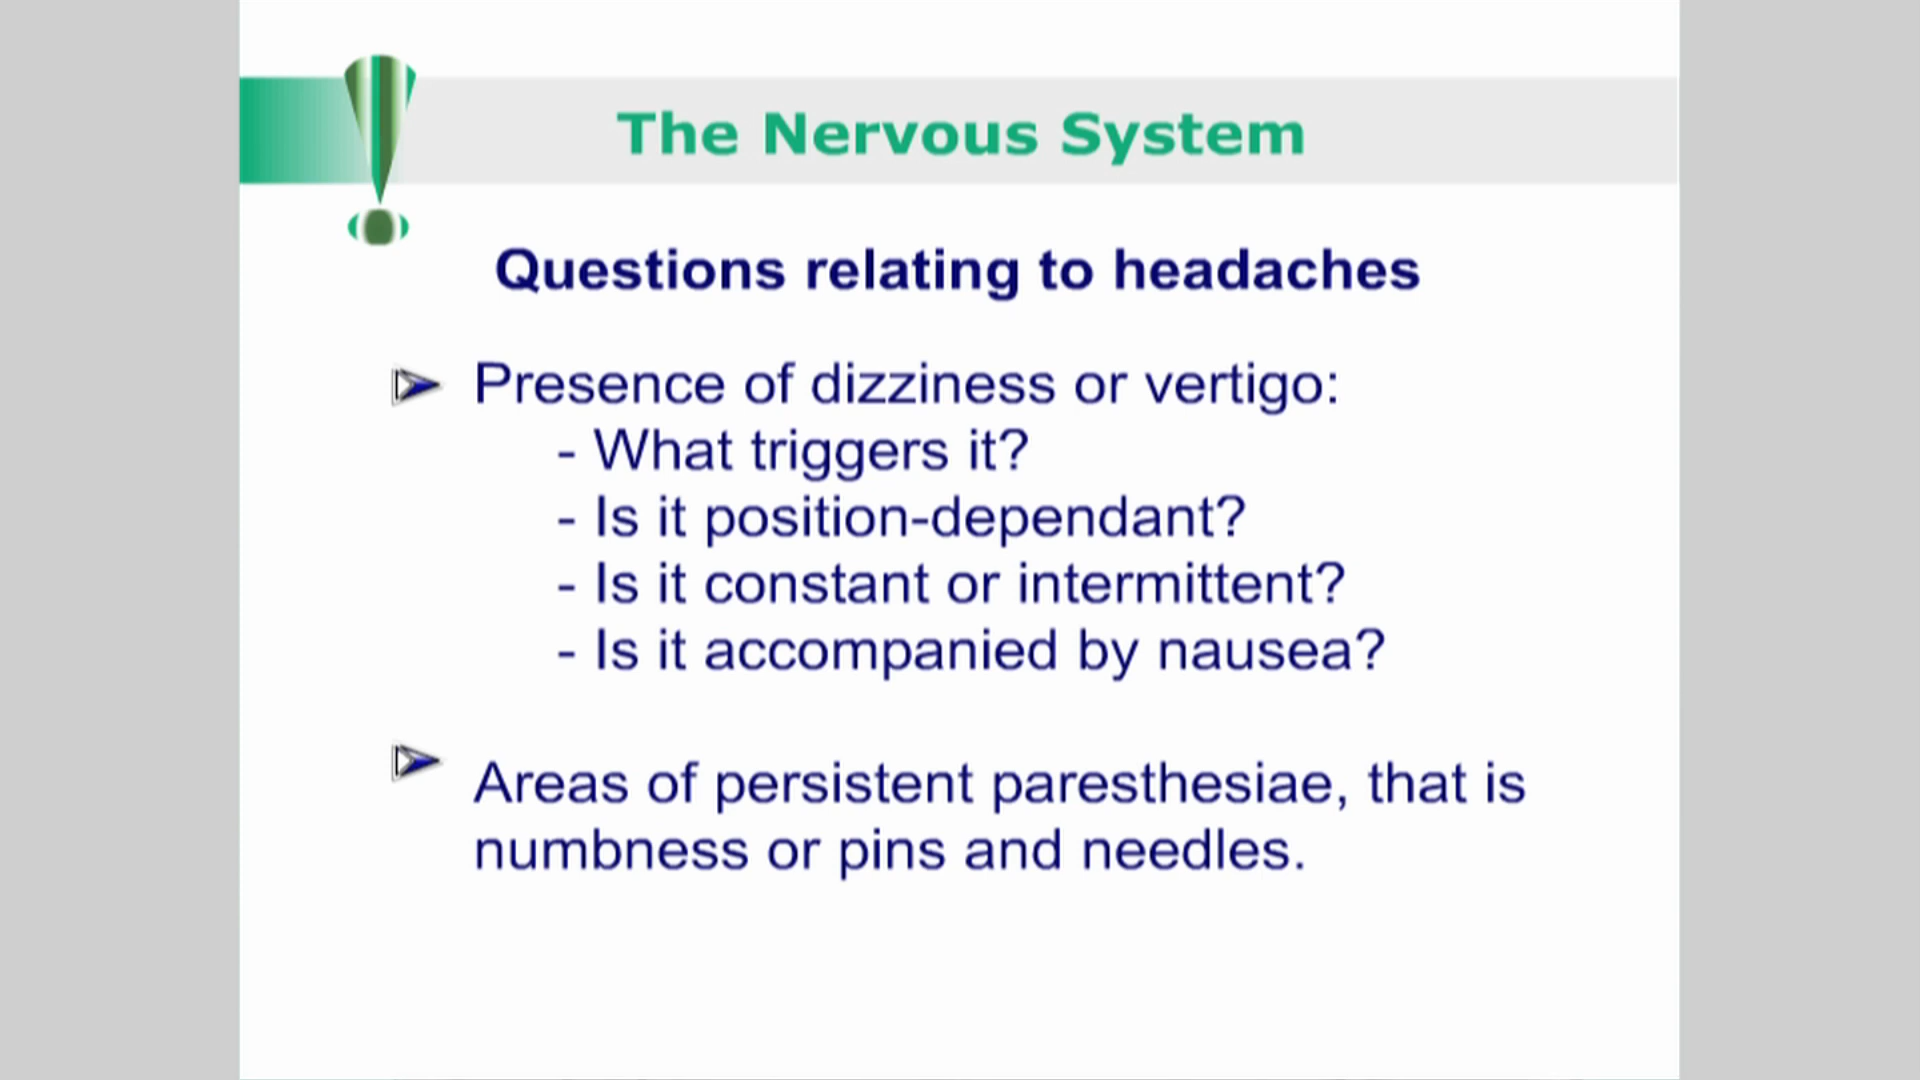 The Nervous System
Questions relating to headaches
Presence of dizziness or vertigo:
- What triggers it?
- Is it position-dependant?
- Is it constant or intermittent?
- Is it accompanied by nausea?
Areas of persistent paresthesiae, that is
numbness or pins and needles.